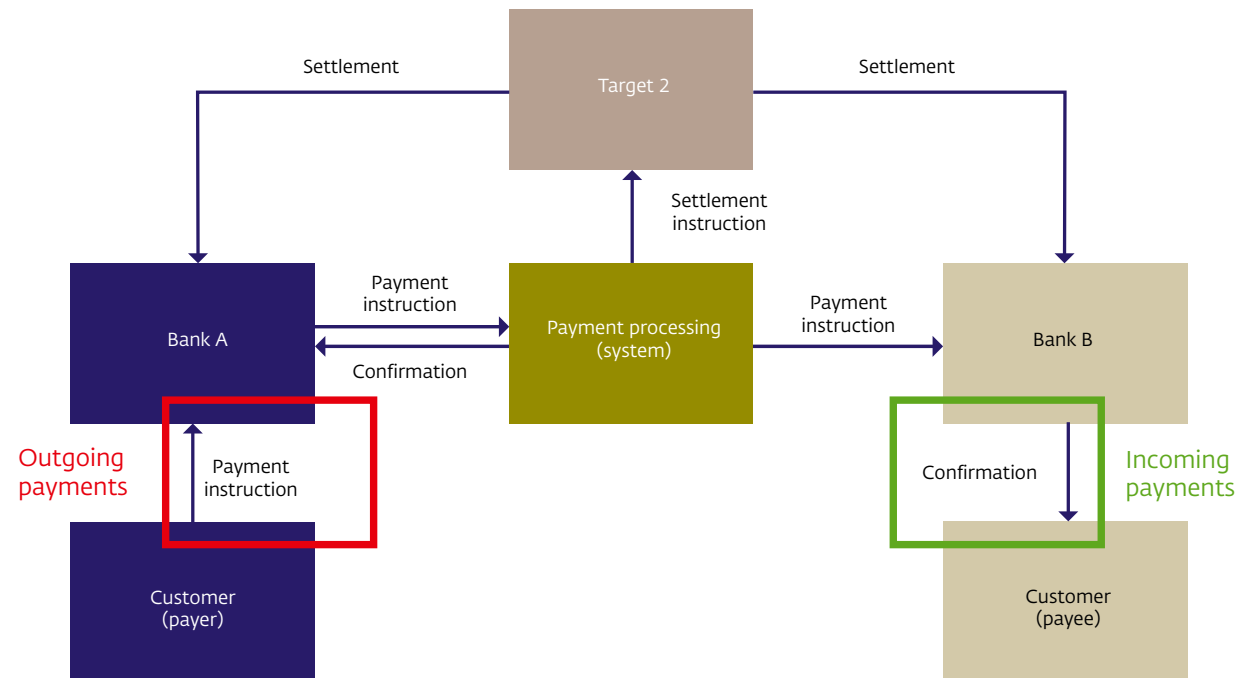 Settlement
Target 2
Settlement
Settlement
instruction
Bank A
Payment
instruction
Confirmation
Payment processing
(system)
Payment
instruction
Bank B
Outgoing
payments
Payment
instruction
Confirmation
Incoming
payments
Customer
(payer)
Customer
(payee)